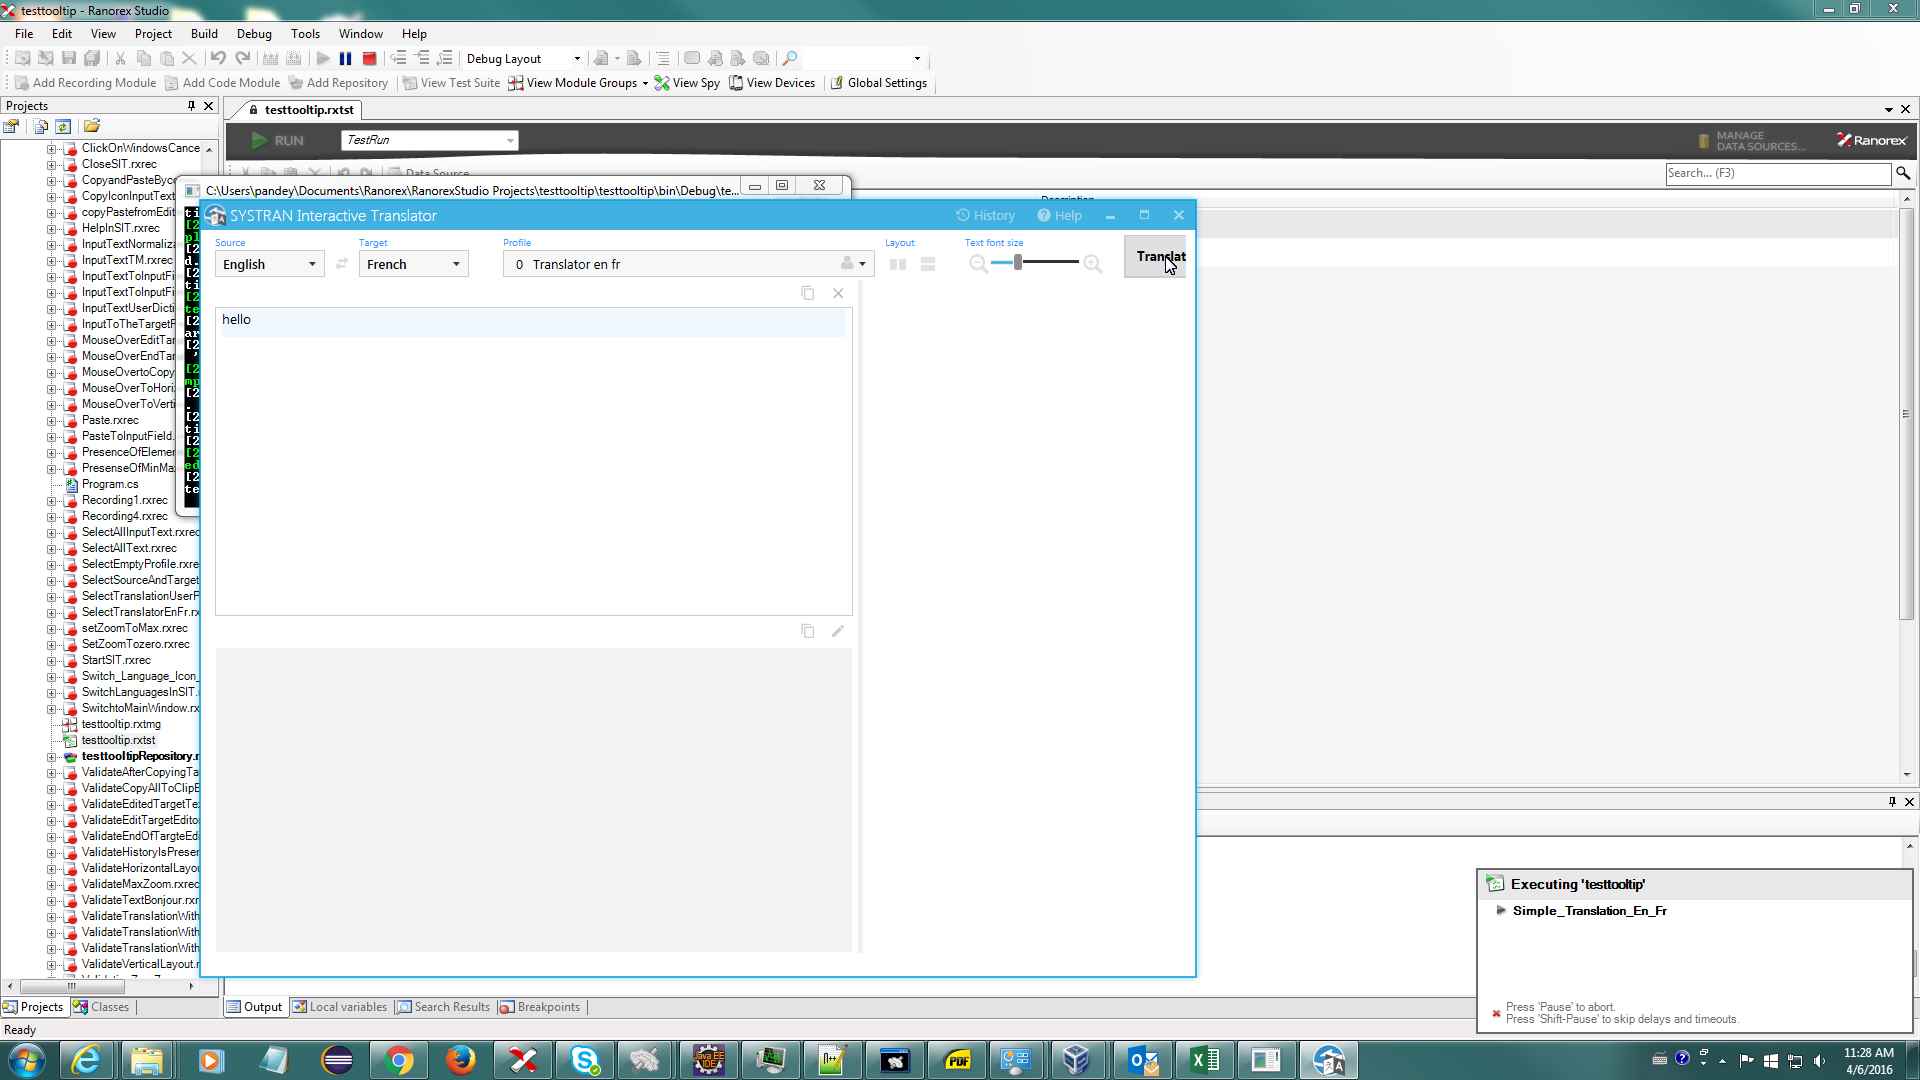 testtooltip - Ranorex Studio
File Edit View Project Build Debug Tools Window Help
Debug Layout
Add Recording Module Add Code Module Add Repository View Test Suite View Module Groups View Spy View Devices Global Settings
Projects
testtooltip.rxtst
RUN TestRun MANAGE DATA SOURCES... Ranorex
Data Source
Search... (F3)
ClickOnWindowsCance
CloseSIT.rxrec
CopyandPasteByco
CopyIconInputText
copyPastefromEdit
HelpInSIT.rxrec
InputTextNormaliza
InputTextTM.rxrec
InputTextToInputFi
InputTextToInputFi
InputTextUserDicti
InputToTheTargetF
MouseOverEditTar
MouseOverEndTar
MouseOvertoCopy
MouseOverToHori
MouseOverToVerti
Paste.rxrec
PasteToInputField.
PresenceOfElemer
PresenseOfMinMa
Program.cs
Recording1.rxrec
Recording4.rxrec
SelectAllInputText.rxrec
SelectAllText.rxrec
SelectEmptyProfile.rxre
SelectSourceAndTarget
SelectTranslationUserP
SelectTranslatorEnFr.rx
setZoomToMax.rxrec
SetZoomTozero.rxrec
StartSIT.rxrec
Switch_Language_Icon_
SwitchLanguagesInSIT.
SwitchtoMainWindow.rx
testtooltip.rxtmg
testtooltip.rxtst
testtooltipRepository.r
ValidateAfterCopyingTa
ValidateCopyAllToClipE
ValidateEditedTargetTe
ValidateEditTargetEdito
ValidateEndOfTargteEdi
ValidateHistoryIsPreser
ValidateHorizontalLayo
ValidateMaxZoom.rxrec
ValidateTextBonjour.rxr
ValidateTranslationWith
ValidateTranslationWith
ValidateTranslationWith
ValidateVerticalLayout.r
C:\Users\pandey\Documents\Ranorex\RanorexStudio Projects\testtooltip\testtooltip\bin\Debug\te...
SYSTRAN Interactive Translator History Help
Source Target Profile Layout Text font size
English French 0 Translator en fr Translat
hello
Executing 'testtooltip'
Simple_Translation_En_Fr
Press 'Pause' to abort.
Press 'Shift-Pause' to skip delays and timeouts.
Projects Classes
Output Local variables Search Results Breakpoints
Ready
11:28 AM
4/6/2016